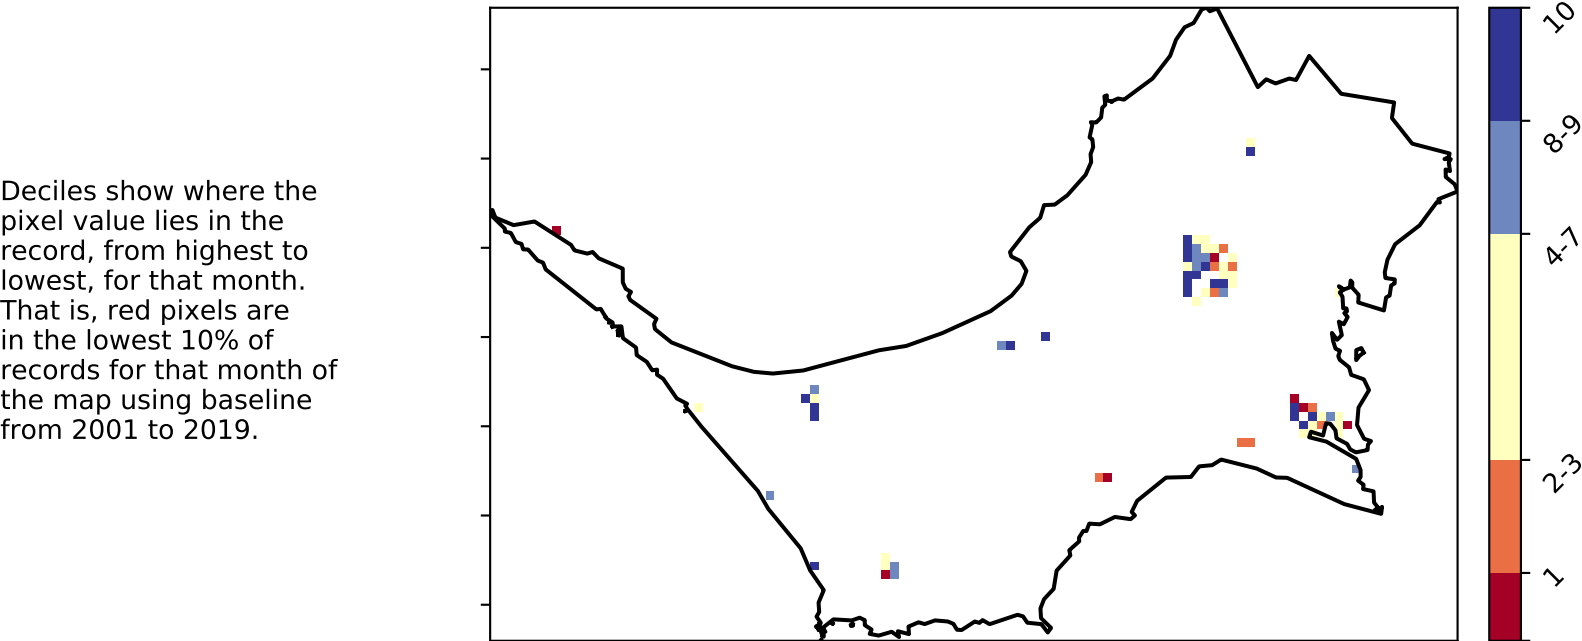 Deciles show where the
pixel value lies in the
record, from highest to
lowest, for that month.
That is, red pixels are
in the lowest 10% of
records for that month of
the map using baseline
from 2001 to 2019.
10
8-9
4-7
2-3
1